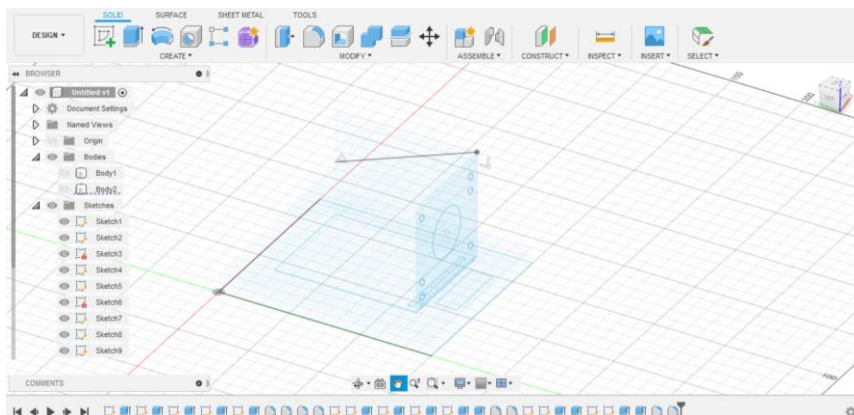 SOLID SURFACE SHEET METAL TOOLS
DESIGN
CREATE MODIFY ASSEMBLE CONSTRUCT INSPECT INSERT SELECT
BROWSER
Untitled v1
Document Settings
Named Views
Origin
Bodies
Body1
Body2
Sketches
Sketch1
Sketch2
Sketch3
Sketch4
Sketch5
Sketch6
Sketch7
Sketch8
Sketch9
COMMENTS